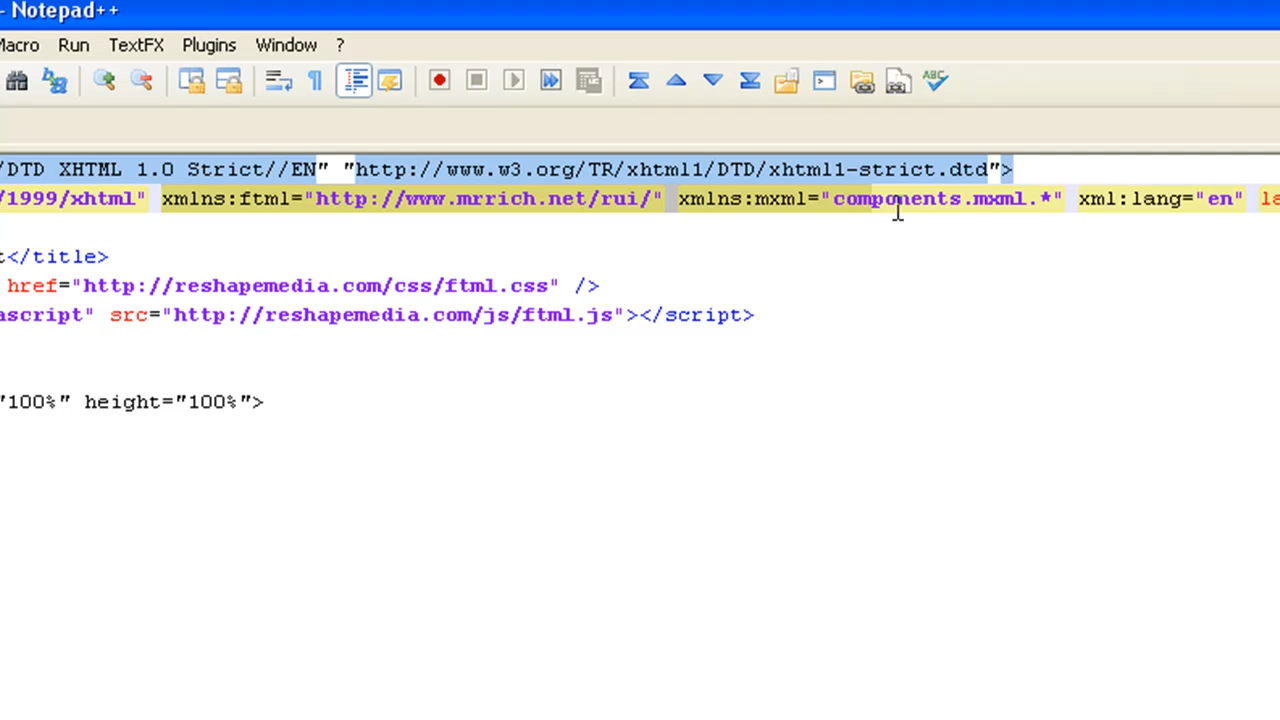 - Notepad++
Macro Run TextFX Plugins Window ?
ABC
/DTD XHTML 1.0 Strict//EN" "http://www.w3.org/TR/xhtml1/DTD/xhtml1-strict.dtd">
/1999/xhtml" xmlns:ftml="http://www.mrrich.net/rui/" xmlns:mxml="components.mxml.*" xml:lang="en" la
t</title>
href="http://reshapemedia.com/css/ftml.css" />
ascript" src="http://reshapemedia.com/js/ftml.js"></script>
"100%" height="100%">